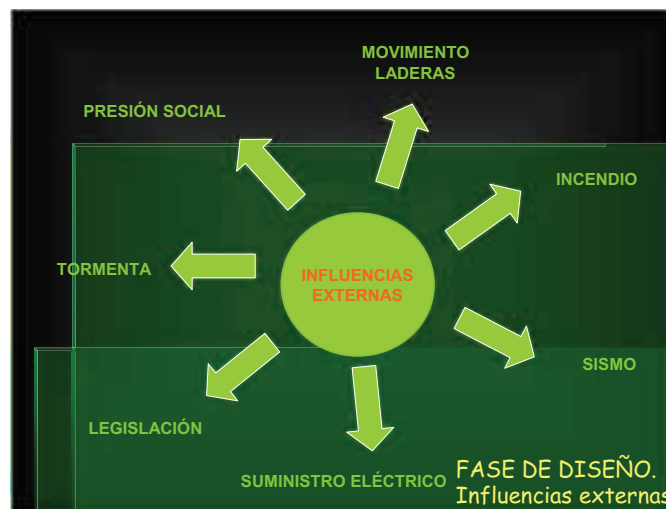 MOVIMIENTO
LADERAS
PRESIÓN SOCIAL
INCENDIO
TORMENTA
INFLUENCIAS
EXTERNAS
SISMO
LEGISLACIÓN
SUMINISTRO ELÉCTRICO
FASE DE DISEÑO.
Influencias externas